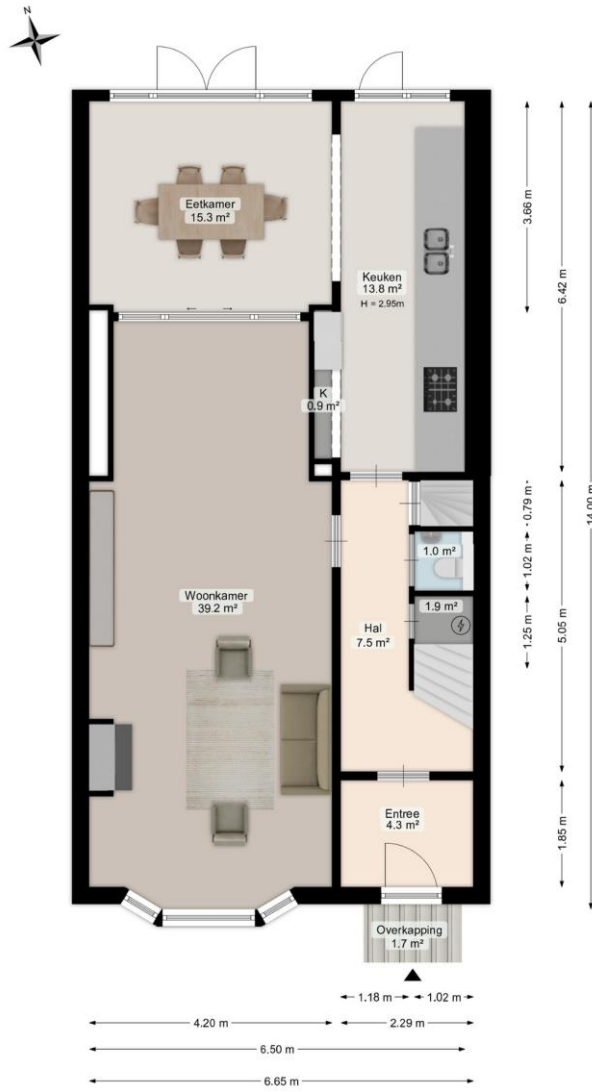 N
Eetkamer
15.3 m²
Keuken
13.8 m²
H = 2.95m
K
0.9 m²
Woonkamer
39.2 m²
1.0 m²
1.9 m²
Hal
7.5 m²
Entree
4.3 m²
Overkapping
1.7 m²
3.66 m
6.42 m
14.00 m
0.79 m
1.02 m
1.25 m
5.05 m
1.85 m
1.18 m
1.02 m
4.20 m
2.29 m
6.50 m
6.65 m